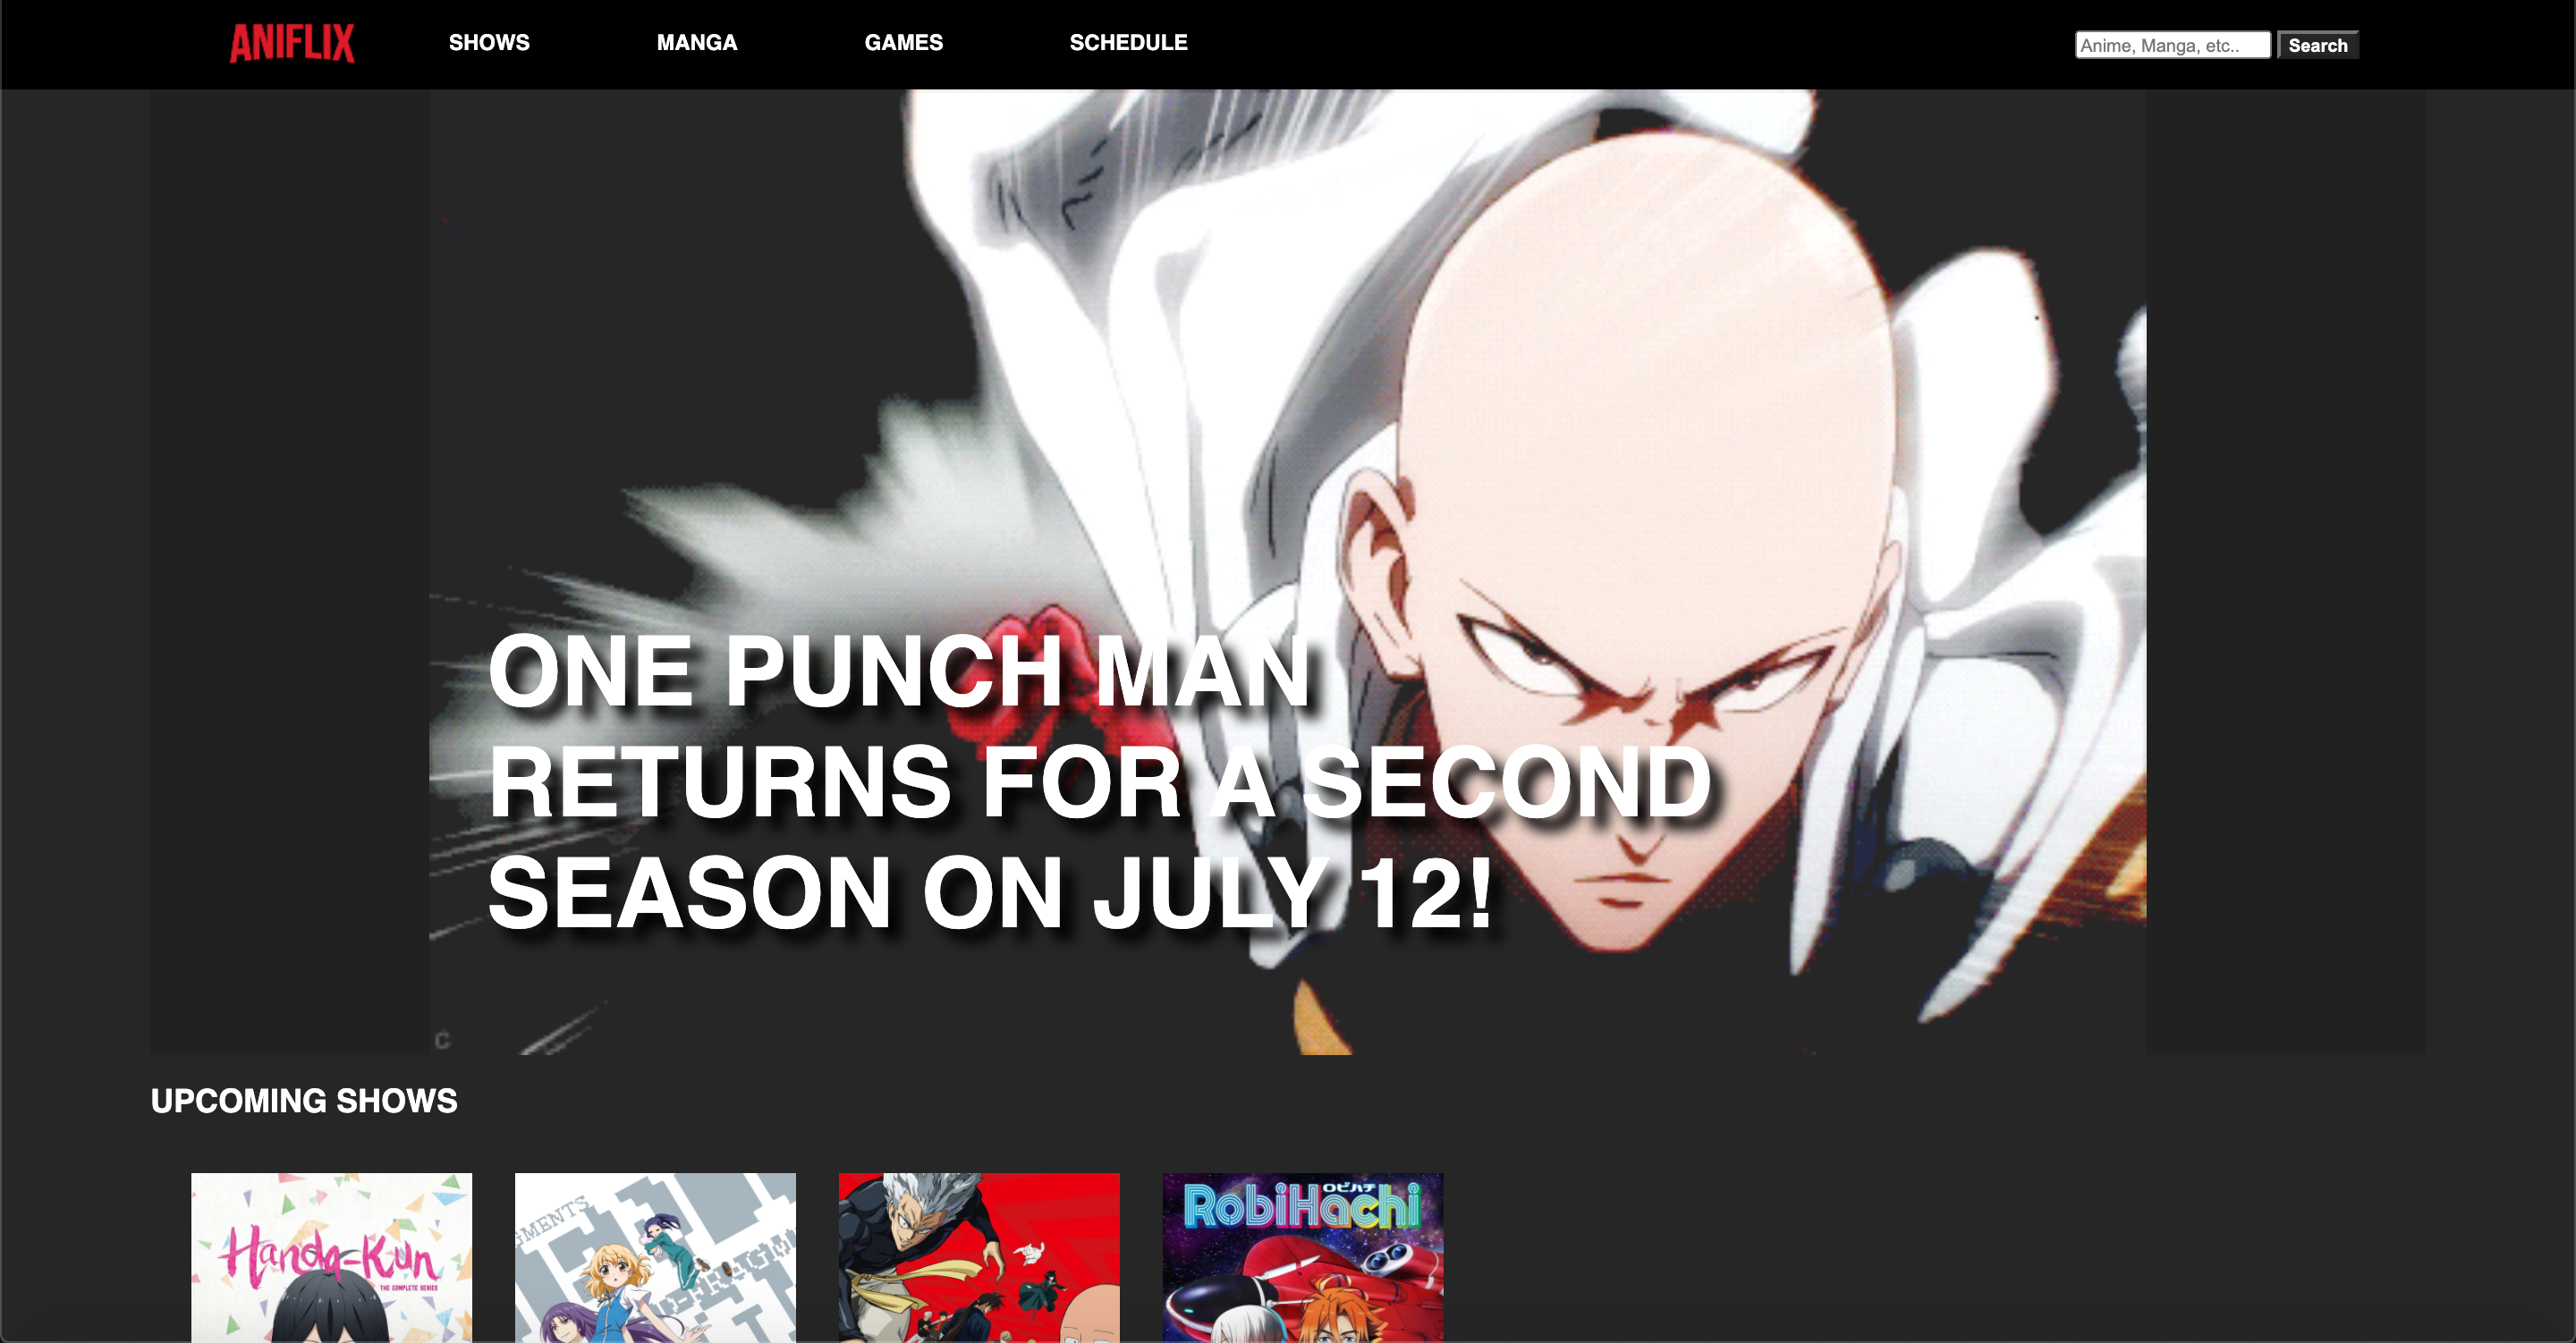 ANIFLIX
SHOWS
MANGA
GAMES
SCHEDULE
Anime, Manga, etc..
Search
ONE PUNCH MAN
RETURNS FOR A SECOND
SEASON ON JULY 12!
C
UPCOMING SHOWS
Handa-Kun
THE COMPLETE SERIES
GMENTS
ロビハチ
RobiHachi